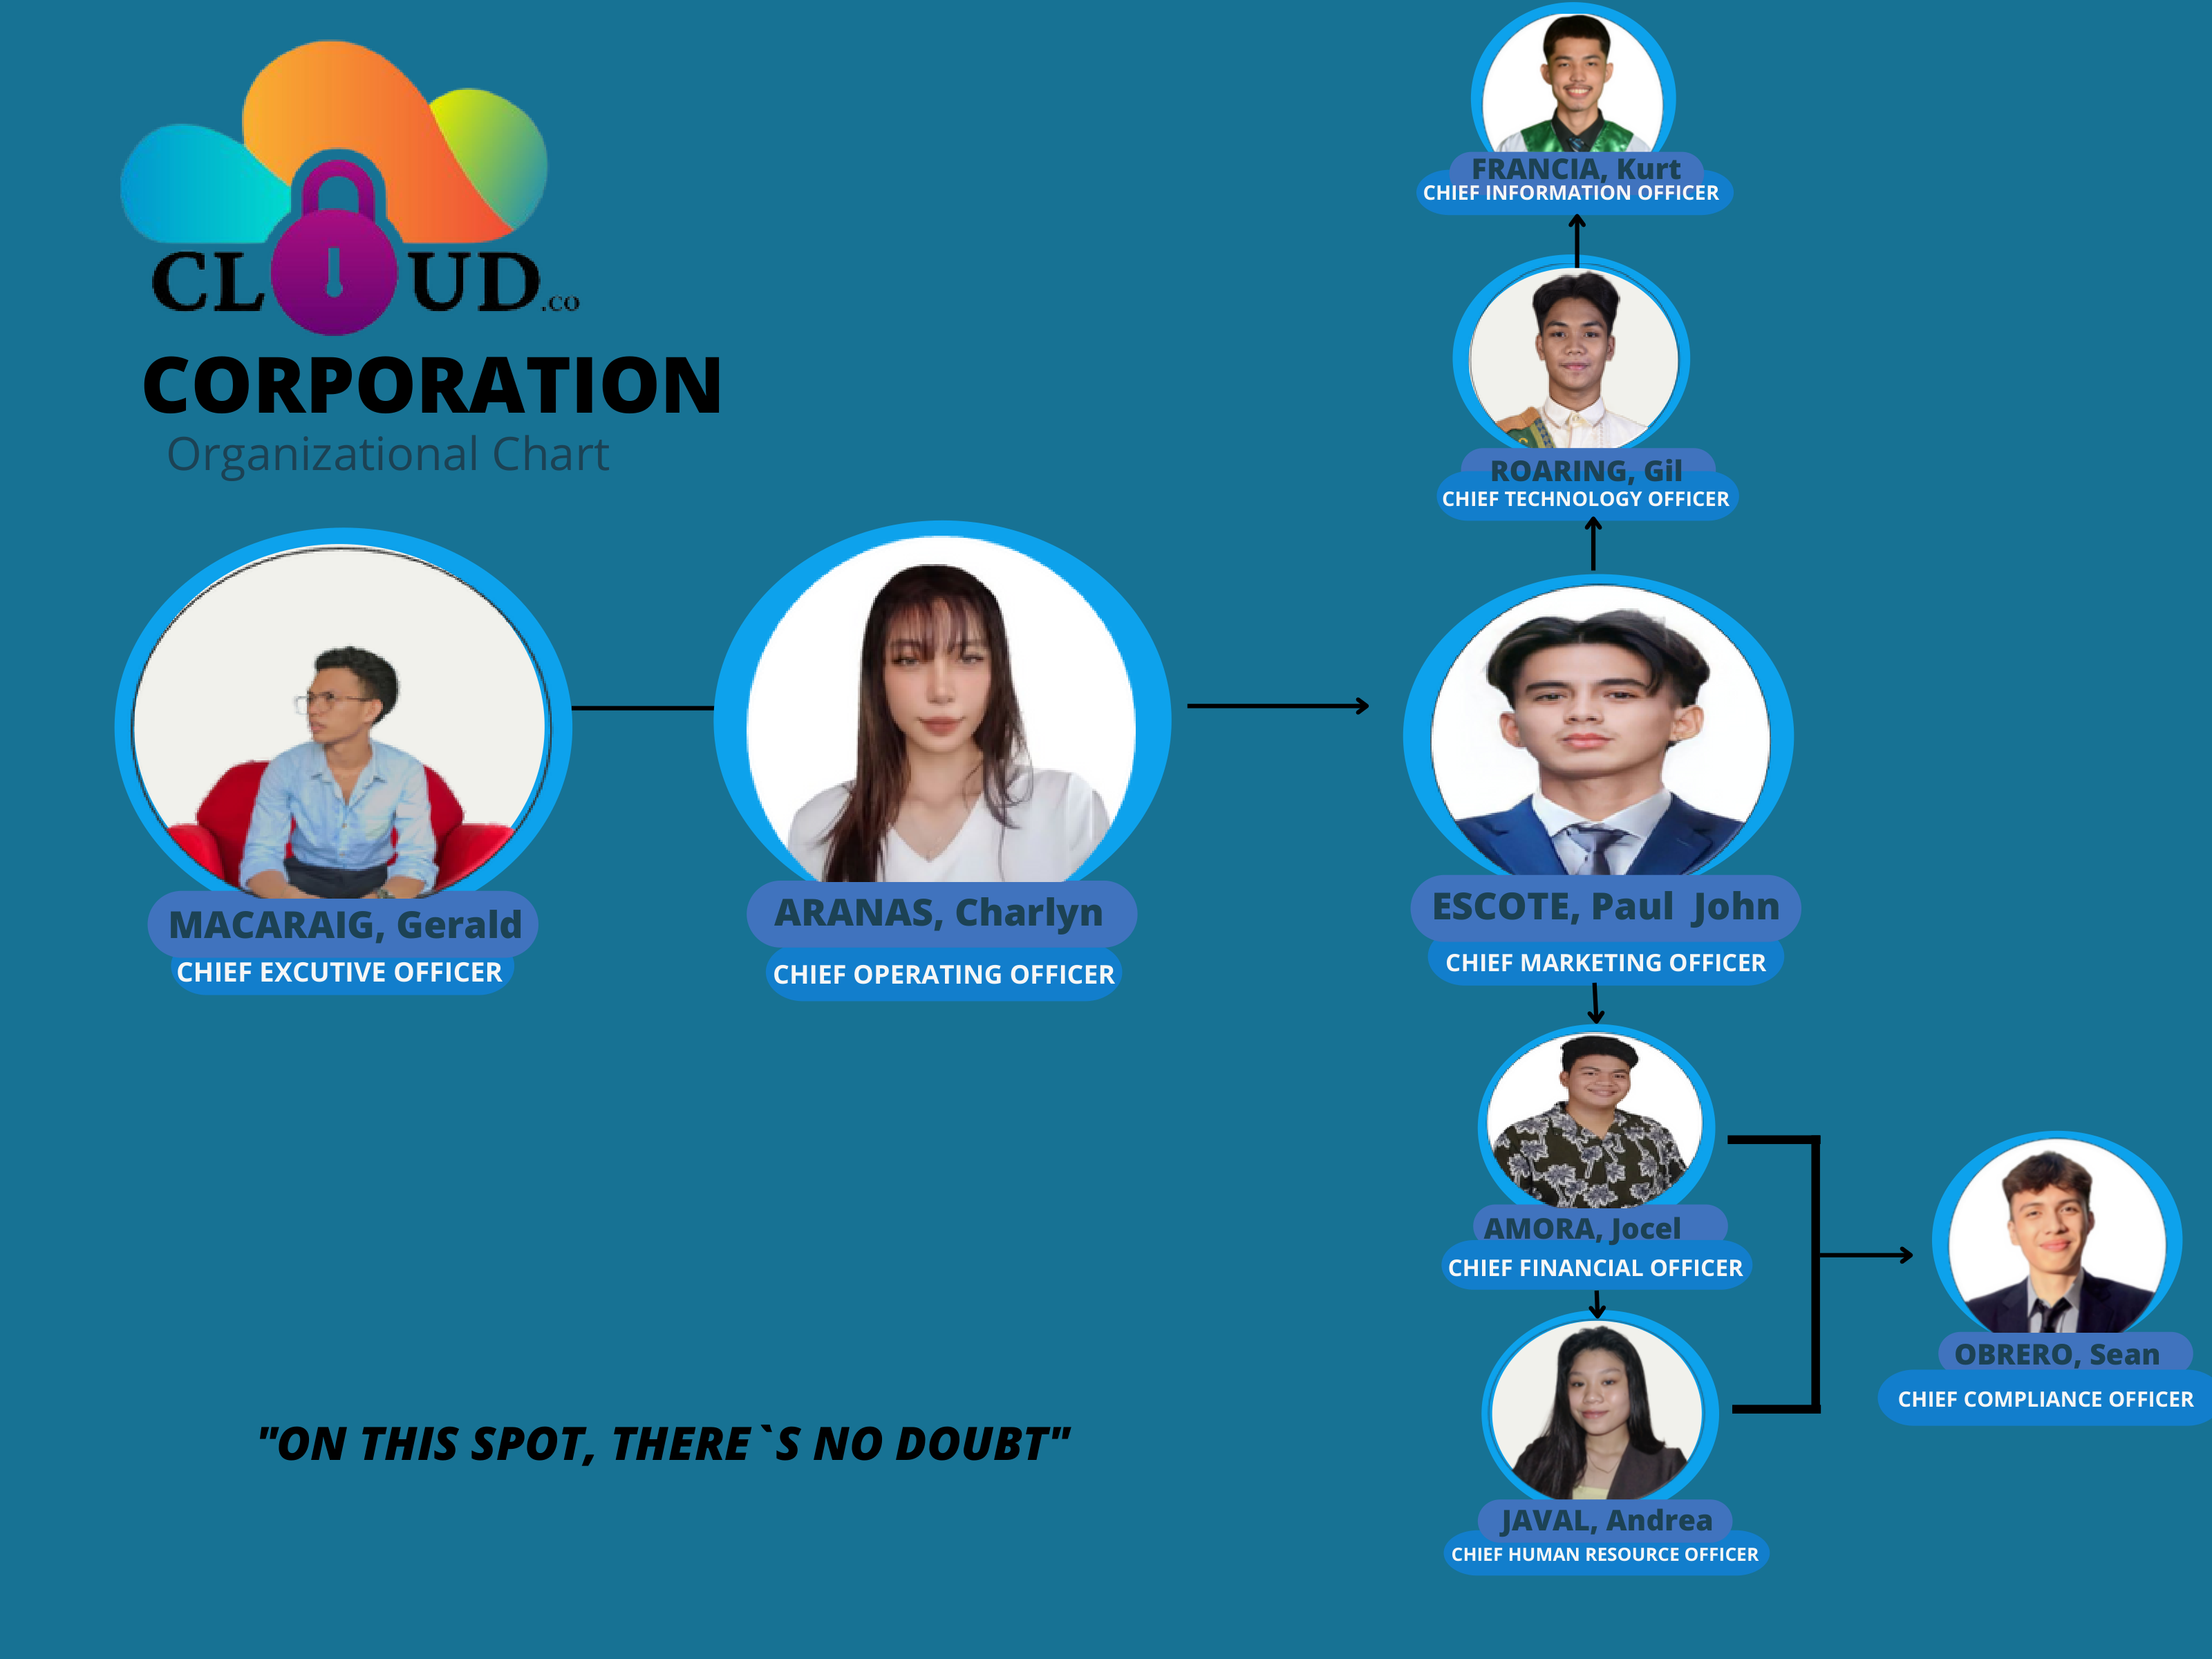 CLOUD.co
CORPORATION
Organizational Chart
FRANCIA, Kurt
CHIEF INFORMATION OFFICER
ROARING, Gil
CHIEF TECHNOLOGY OFFICER
MACARAIG, Gerald
CHIEF EXCUTIVE OFFICER
ARANAS, Charlyn
CHIEF OPERATING OFFICER
ESCOTE, Paul  John
CHIEF MARKETING OFFICER
AMORA, Jocel
CHIEF FINANCIAL OFFICER
OBRERO, Sean
CHIEF COMPLIANCE OFFICER
JAVAL, Andrea
CHIEF HUMAN RESOURCE OFFICER
"ON THIS SPOT, THERE`S NO DOUBT"